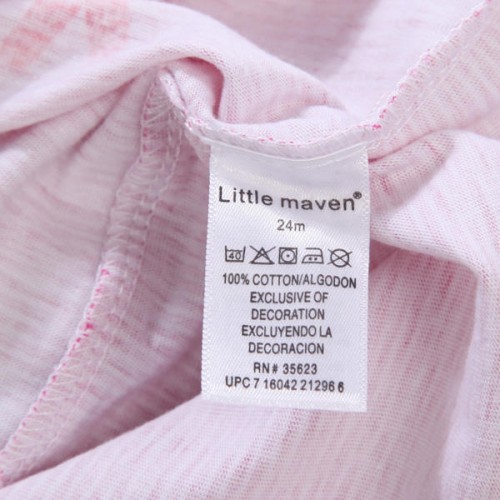 Little maven®
24m
40
100% COTTON/ALGODON
EXCLUSIVE OF
DECORATION
EXCLUYENDO LA
DECORACION
RN# 35623
UPC 7 16042 21296 6